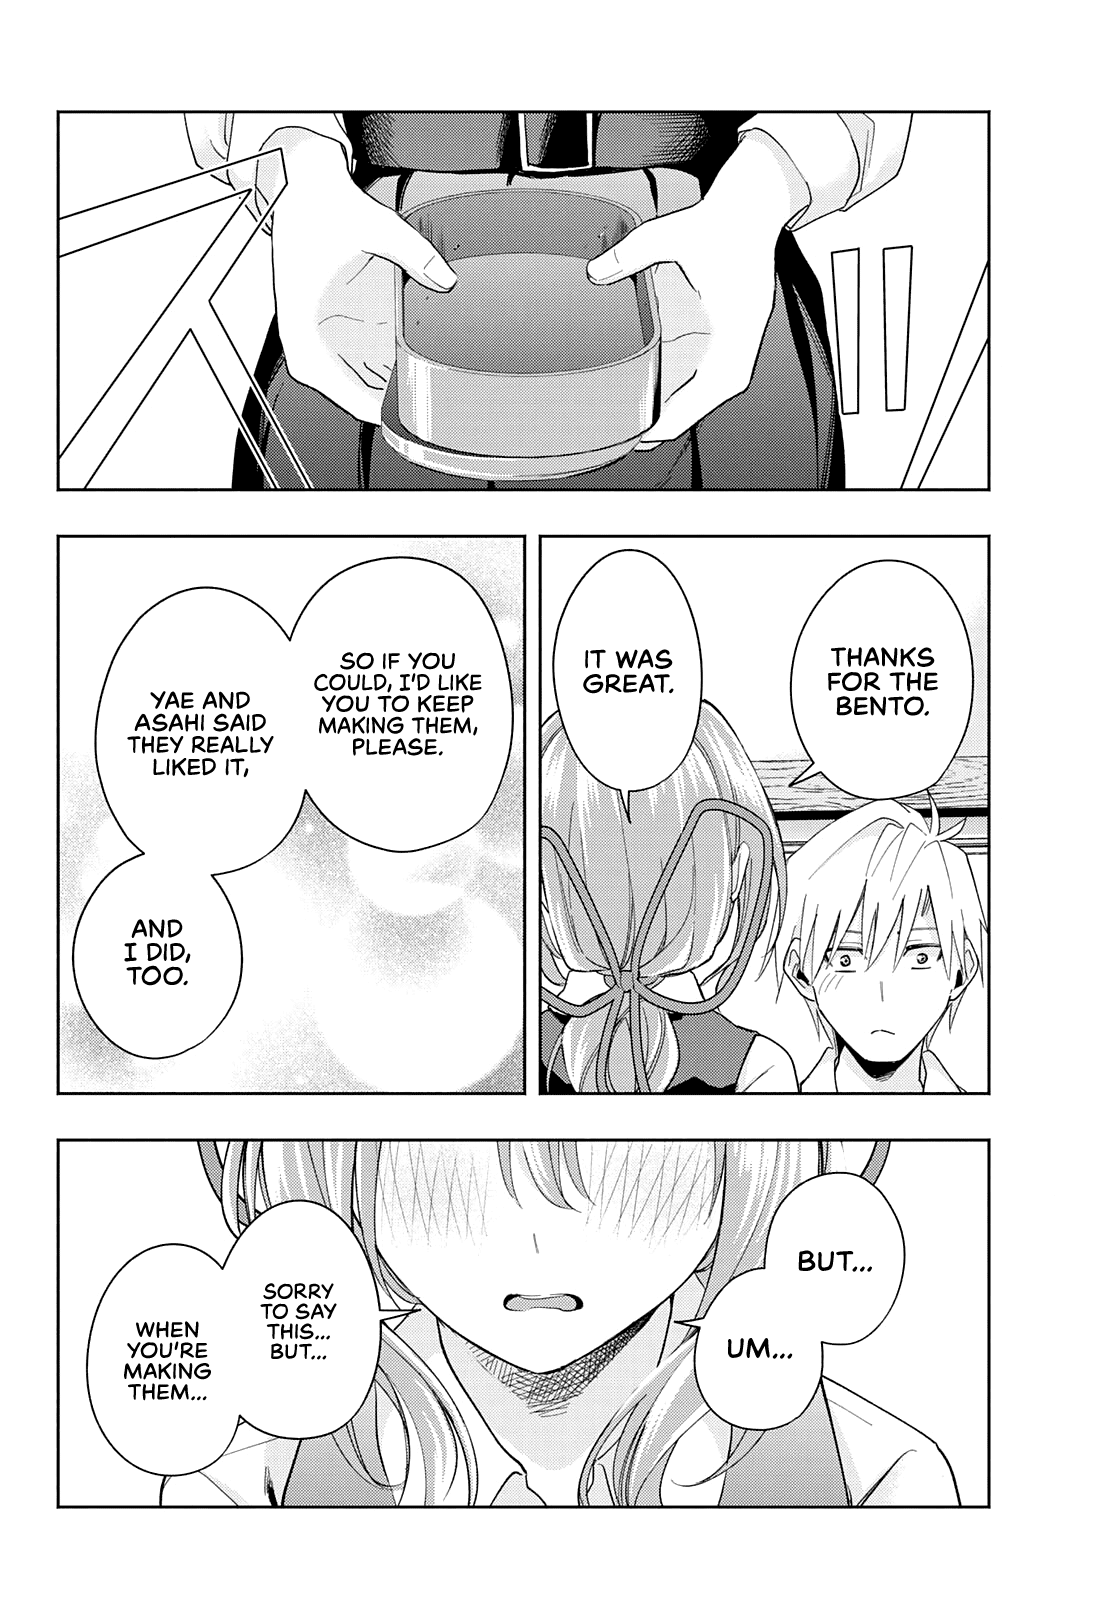 THANKS
FOR THE
BENTO.
IT WAS
GREAT.
SO IF YOU
COULD, I'D LIKE
YOU TO KEEP
MAKING THEM,
PLEASE.
YAE AND
ASAHI SAID
THEY REALLY
LIKED IT,
AND
I DID,
TOO.
BUT...
UM...
SORRY
TO SAY
THIS...
BUT...
WHEN
YOU'RE
MAKING
THEM...